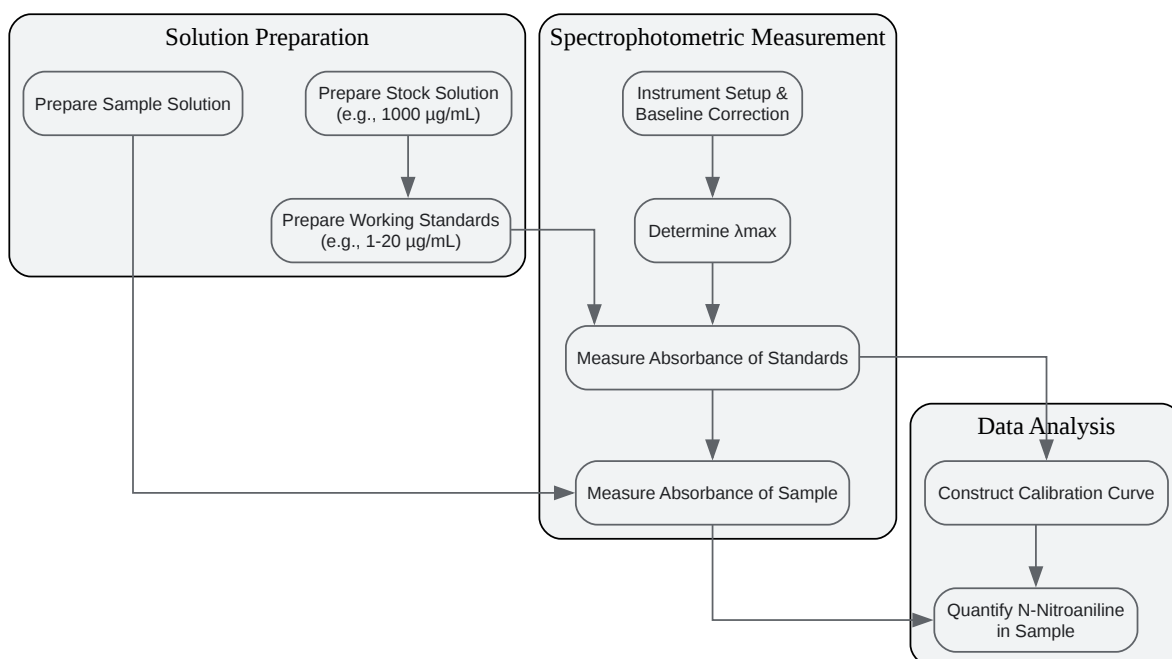 Solution Preparation
Prepare Sample Solution
Prepare Stock Solution
(e.g., 1000 µg/mL)
Prepare Working Standards
(e.g., 1-20 µg/mL)
Spectrophotometric Measurement
Instrument Setup &
Baseline Correction
Determine λmax
Measure Absorbance of Standards
Measure Absorbance of Sample
Data Analysis
Construct Calibration Curve
Quantify N-Nitroaniline
in Sample